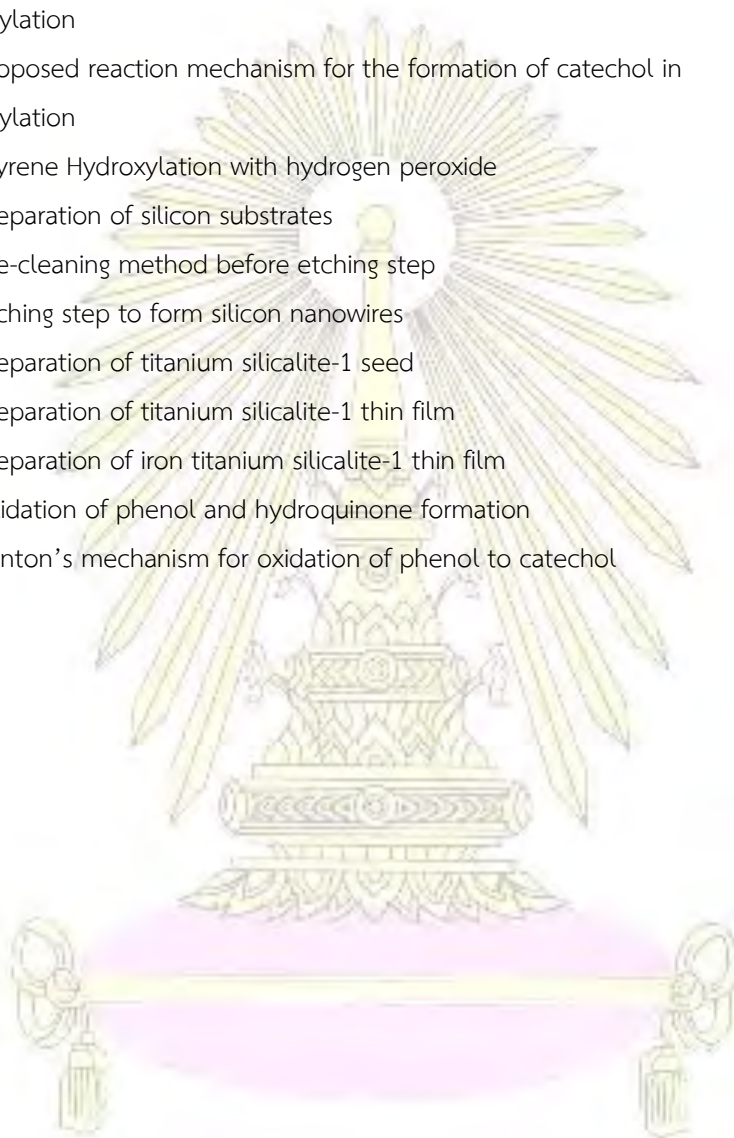 ylation
oposed reaction mechanism for the formation of catechol in
ylation
yrene Hydroxylation with hydrogen peroxide
eparation of silicon substrates
e-cleaning method before etching step
ching step to form silicon nanowires
eparation of titanium silicalite-1 seed
eparation of titanium silicalite-1 thin film
eparation of iron titanium silicalite-1 thin film
idation of phenol and hydroquinone formation
nton’s mechanism for oxidation of phenol to catechol